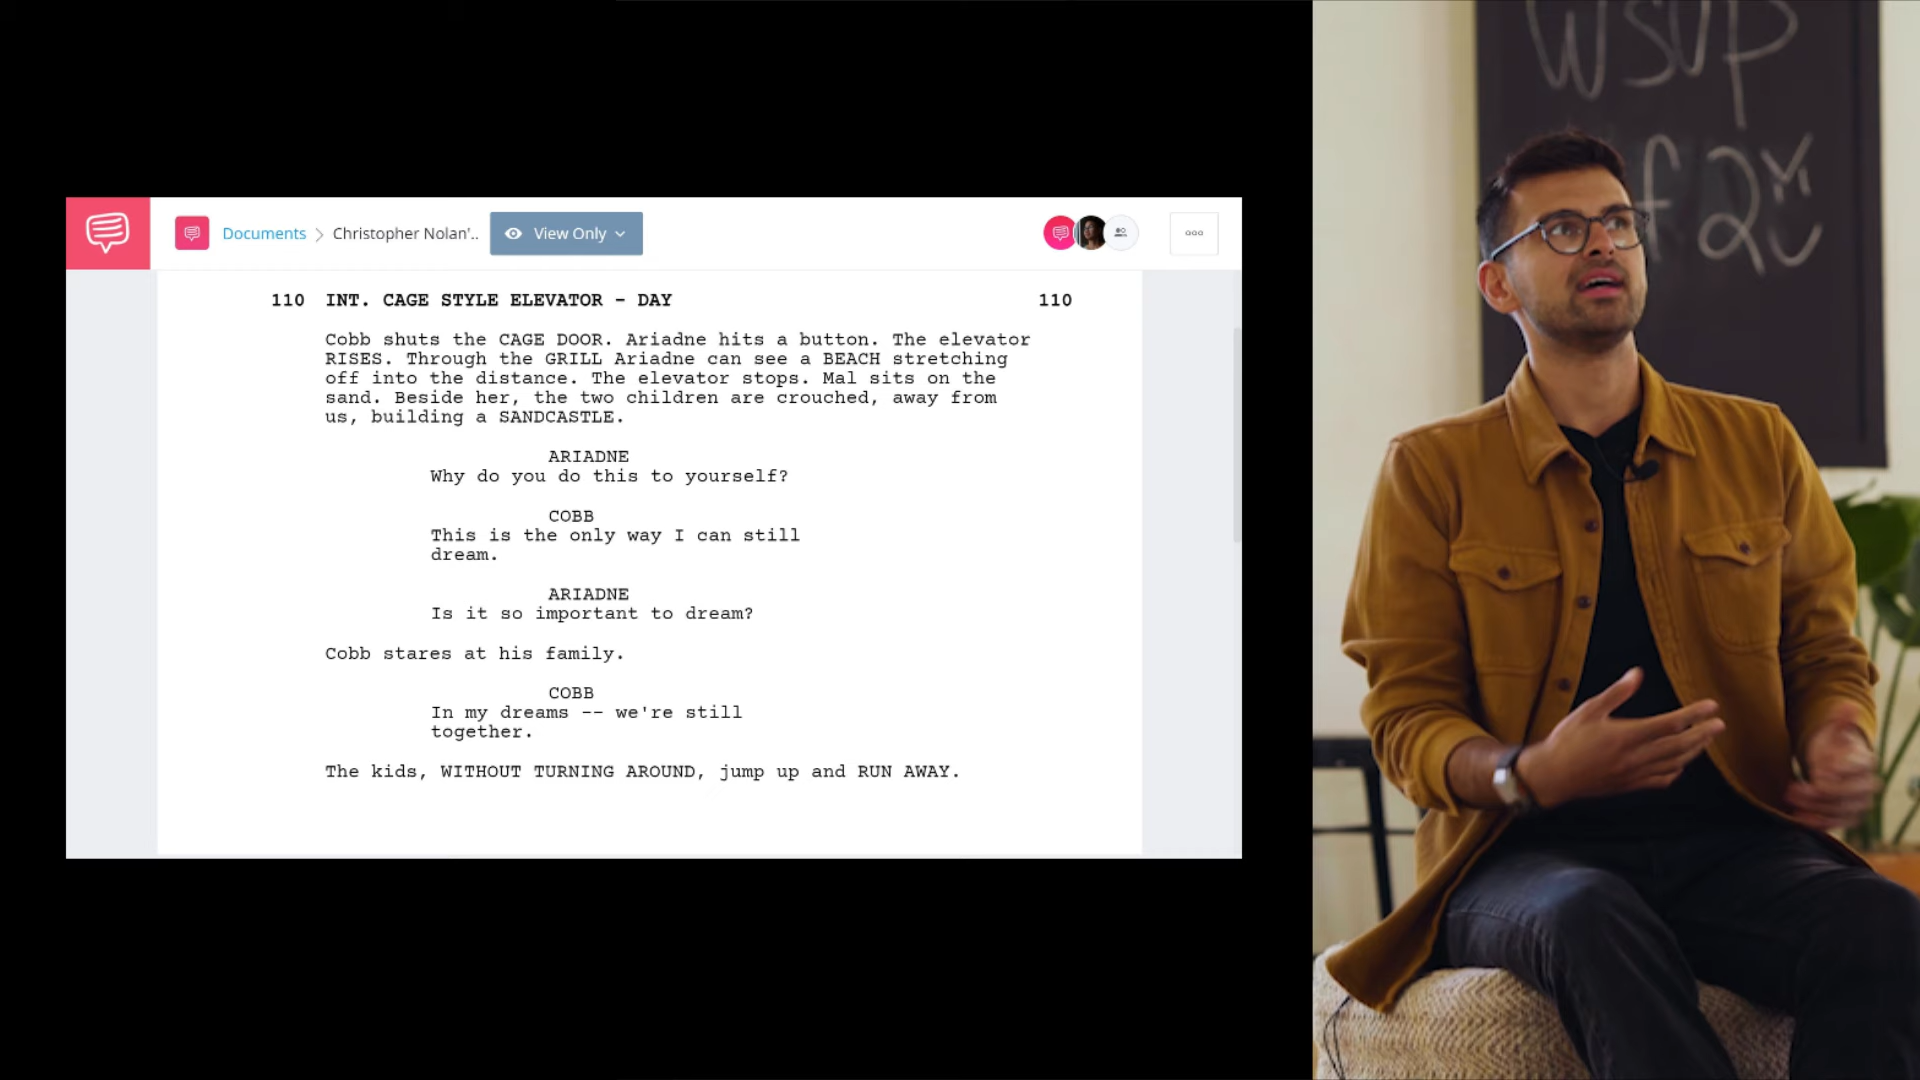 Documents > Christopher Nolan'.. View Only
110 INT. CAGE STYLE ELEVATOR - DAY 110
Cobb shuts the CAGE DOOR. Ariadne hits a button. The elevator
RISES. Through the GRILL Ariadne can see a BEACH stretching
off into the distance. The elevator stops. Mal sits on the
sand. Beside her, the two children are crouched, away from
us, building a SANDCASTLE.
ARIADNE
Why do you do this to yourself?
COBB
This is the only way I can still
dream.
ARIADNE
Is it so important to dream?
Cobb stares at his family.
COBB
In my dreams -- we're still
together.
The kids, WITHOUT TURNING AROUND, jump up and RUN AWAY.
WSUP